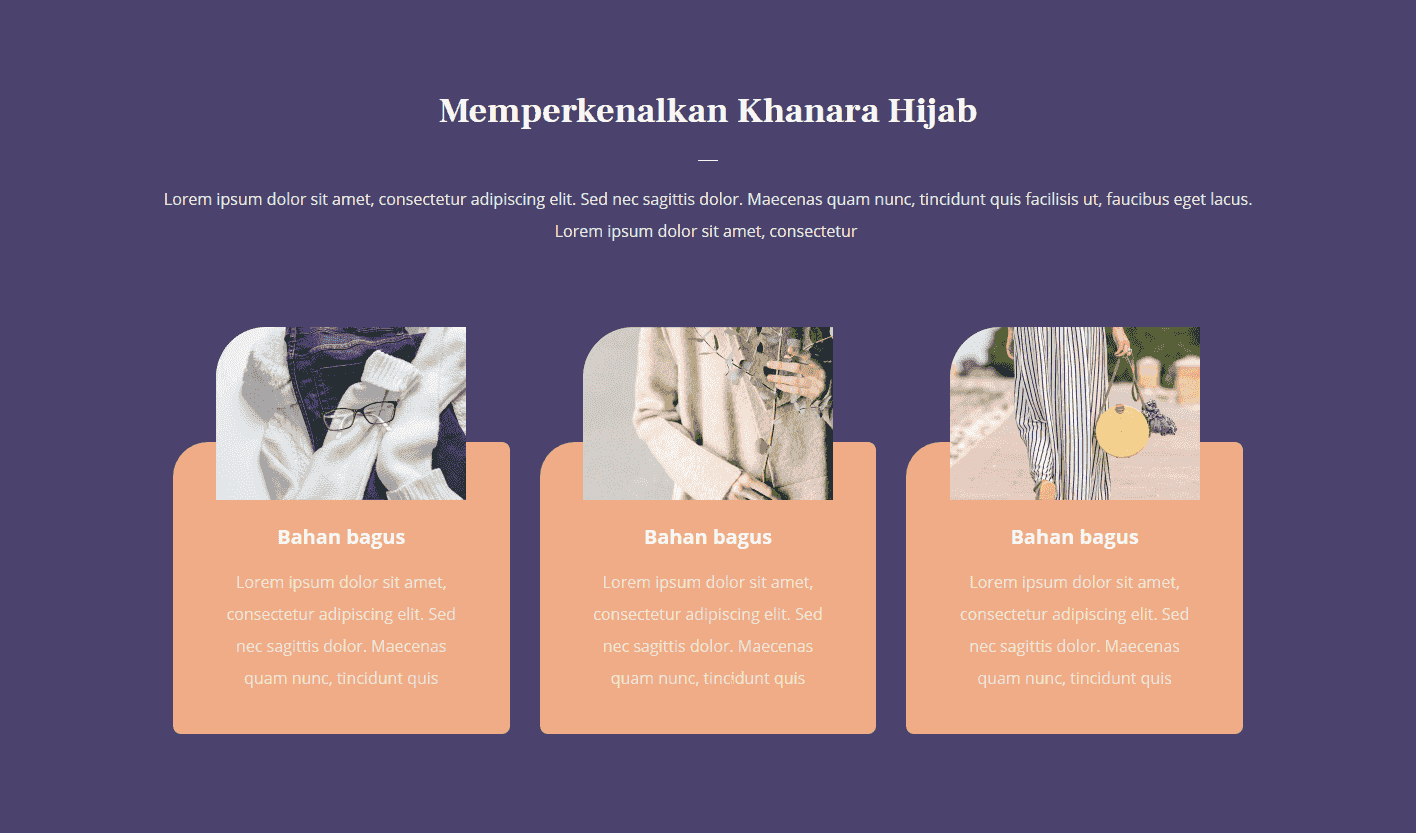 Memperkenalkan Khanara Hijab
Lorem ipsum dolor sit amet, consectetur adipiscing elit. Sed nec sagittis dolor. Maecenas quam nunc, tincidunt quis facilisis ut, faucibus eget lacus.
Lorem ipsum dolor sit amet, consectetur
Bahan bagus
Lorem ipsum dolor sit amet,
consectetur adipiscing elit. Sed
nec sagittis dolor. Maecenas
quam nunc, tincidunt quis
Bahan bagus
Lorem ipsum dolor sit amet,
consectetur adipiscing elit. Sed
nec sagittis dolor. Maecenas
quam nunc, tincidunt quis
Bahan bagus
Lorem ipsum dolor sit amet,
consectetur adipiscing elit. Sed
nec sagittis dolor. Maecenas
quam nunc, tincidunt quis